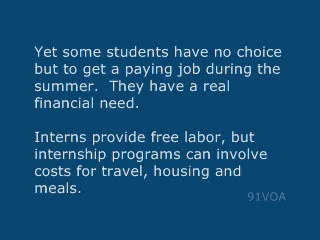 Yet some students have no choice
but to get a paying job during the
summer.  They have a real
financial need.
Interns provide free labor, but
internship programs can involve
costs for travel, housing and
meals.
91VOA